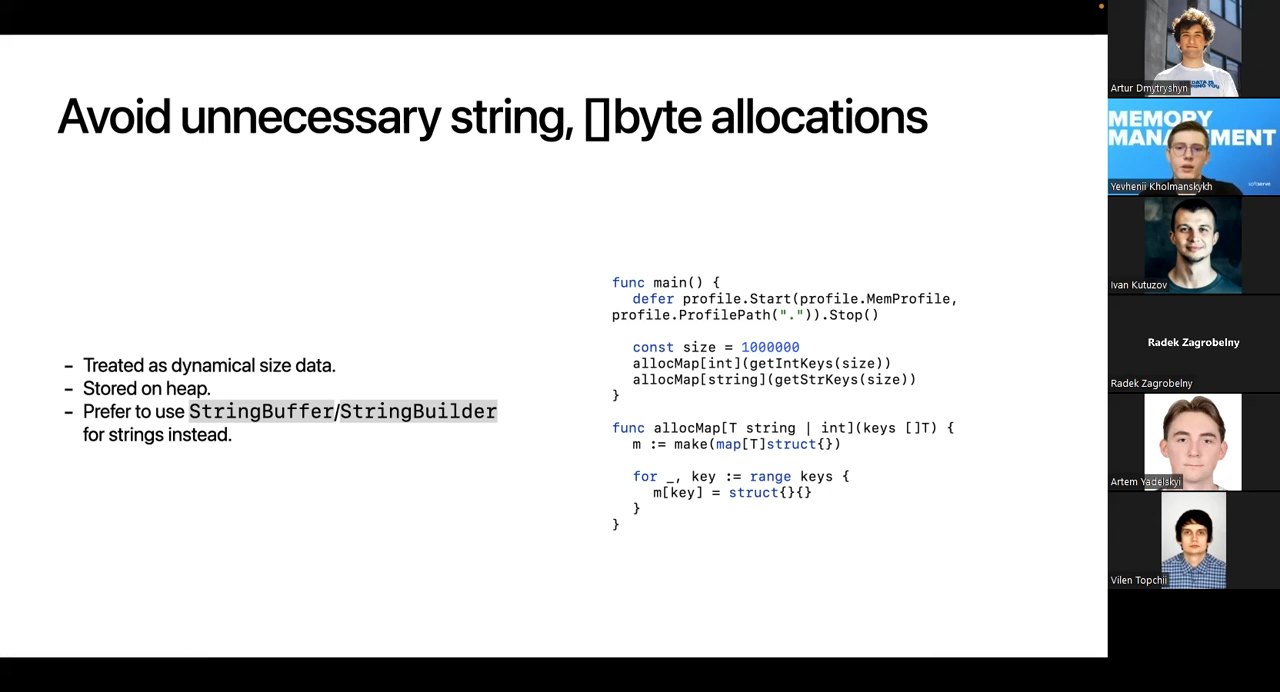 Avoid unnecessary string, []byte allocations
- Treated as dynamical size data.
- Stored on heap.
- Prefer to use StringBuffer/StringBuilder
for strings instead.
func main() {
defer profile.Start(profile.MemProfile,
profile.ProfilePath(".")).Stop()
const size = 1000000
allocMap[int](getIntKeys(size))
allocMap[string](getStrKeys(size))
}
func allocMap[T string | int](keys []T) {
m := make(map[T]struct{})
for _, key := range keys {
m[key] = struct{}{}
}
}
Artur Dmytryshyn
MEMORY
MANAGEMENT
softserve
Yevhenii Kholmanskykh
Ivan Kutuzov
Radek Zagrobelny
Radek Zagrobelny
Artem Yadelskyi
Vilen Topchii